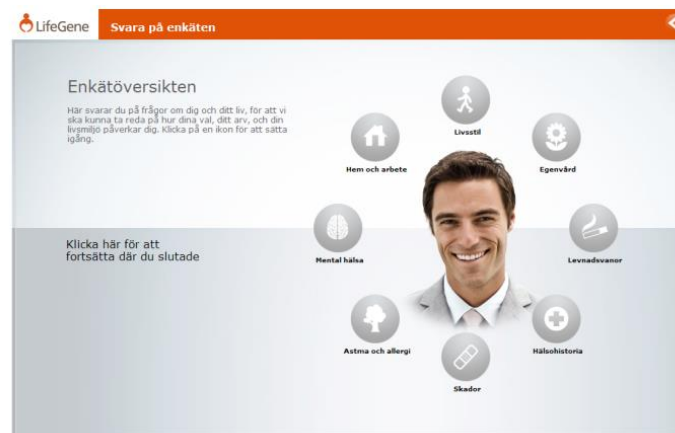 LifeGene
Svara på enkäten
Enkätöversikten
Här svarar du på frågor om dig och ditt liv, för att vi
ska kunna ta reda på hur dina val, ditt arv, och din
livsmiljö påverkar dig. Klicka på en ikon för att sätta
igång.
Livsstil
Hem och arbete
Egenvård
Klicka här för att
fortsätta där du slutade
Mental hälsa
Levnadsvanor
Astma och allergi
Hälsohistoria
Skador